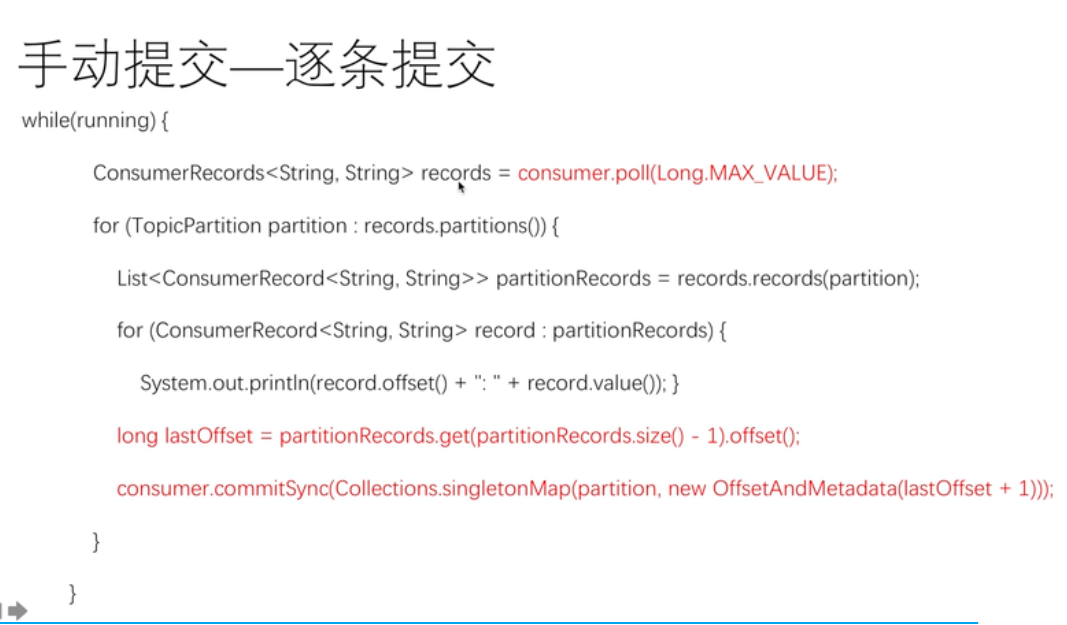 手动提交—逐条提交
while(running) {
ConsumerRecords<String, String> records = consumer.poll(Long.MAX_VALUE);
for (TopicPartition partition : records.partitions()) {
List<ConsumerRecord<String, String>> partitionRecords = records.records(partition);
for (ConsumerRecord<String, String> record : partitionRecords) {
System.out.println(record.offset() + ": " + record.value()); }
long lastOffset = partitionRecords.get(partitionRecords.size() - 1).offset();
consumer.commitSync(Collections.singletonMap(partition, new OffsetAndMetadata(lastOffset + 1)));
}
}